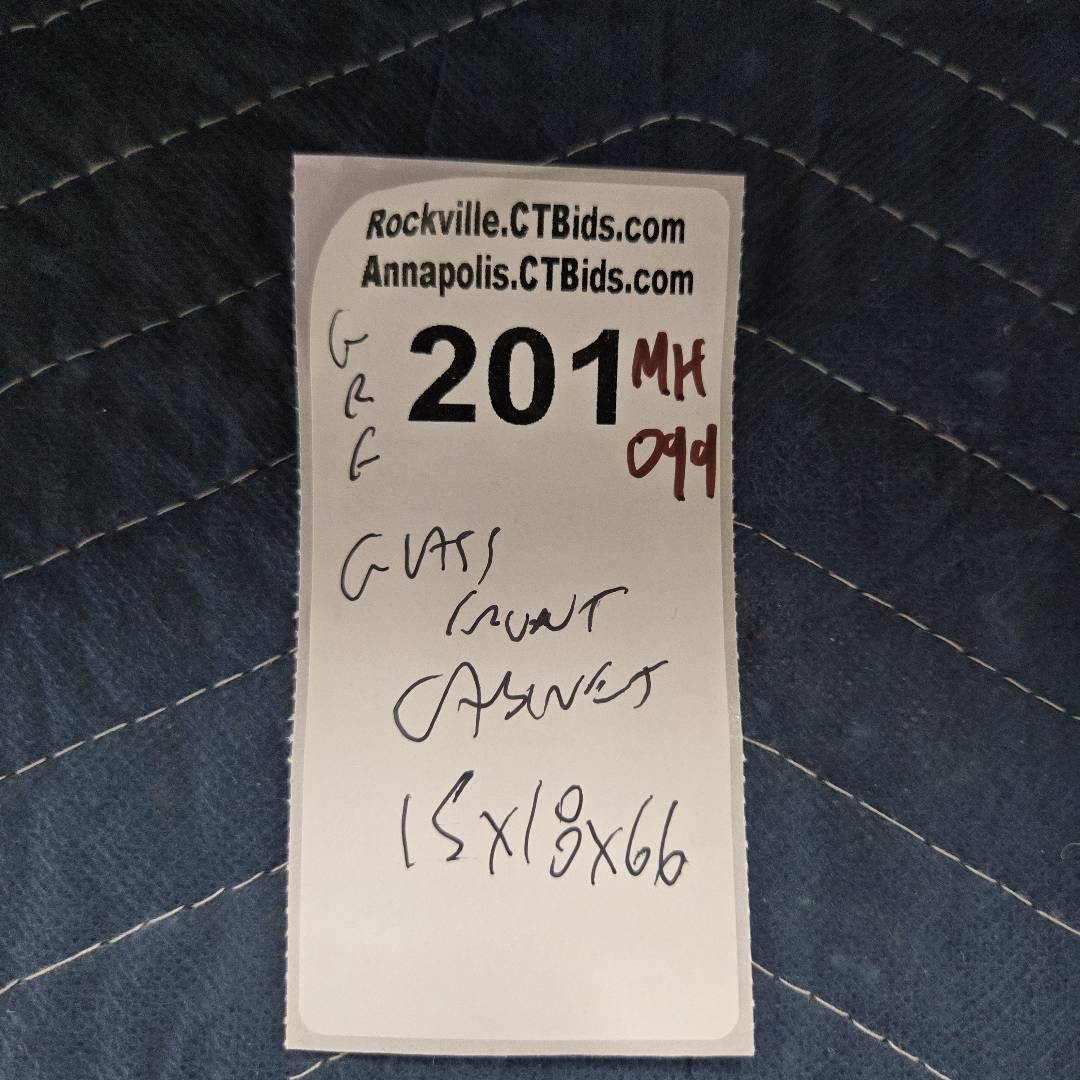 Rockville.CTBids.com
Annapolis.CTBids.com
G
R
F
201
MH
099
GLASS
FRONT
CABINET
15x18x66